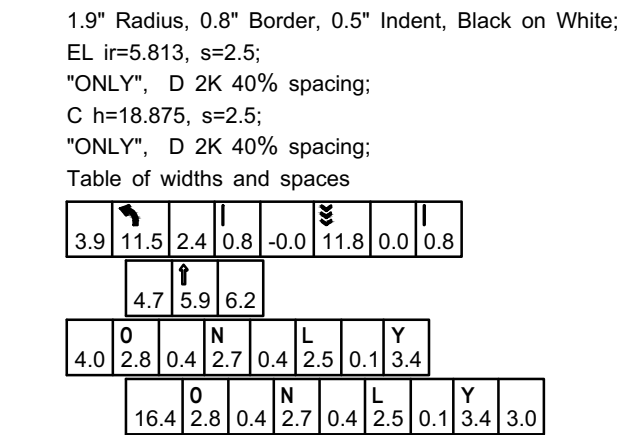 1.9" Radius, 0.8" Border, 0.5" Indent, Black on White;
EL ir=5.813, s=2.5;
"ONLY", D 2K 40% spacing;
C h=18.875, s=2.5;
"ONLY", D 2K 40% spacing;
Table of widths and spaces
3.9 11.5 2.4 0.8 -0.0 11.8 0.0 0.8
4.7 5.9 6.2
O N L Y
4.0 2.8 0.4 2.7 0.4 2.5 0.1 3.4
O N L Y
16.4 2.8 0.4 2.7 0.4 2.5 0.1 3.4 3.0